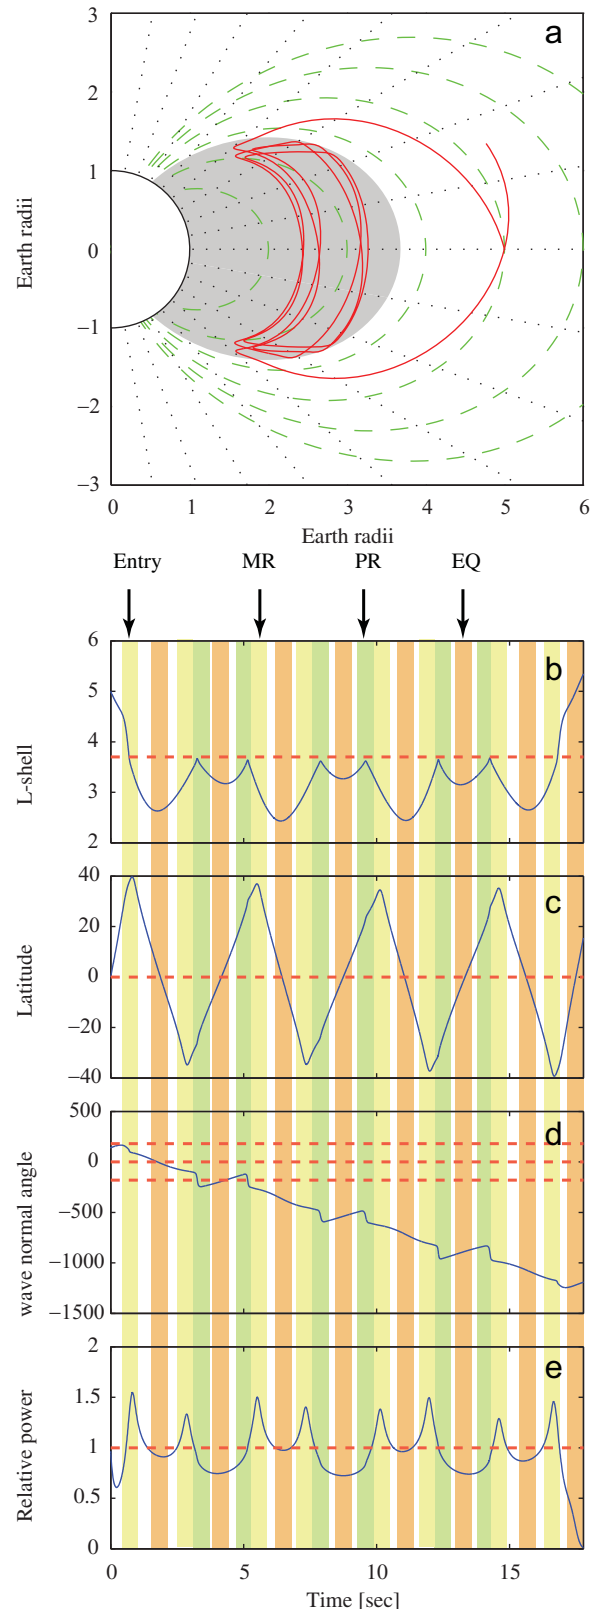 a
3
2
1
0
−1
−2
−3
Earth radii
0 1 2 3 4 5 6
Earth radii
Entry MR PR EQ
b
6
5
4
3
2
L-shell
c
40
20
0
−20
−40
Latitude
d
500
0
−500
−1000
−1500
wave normal angle
e
2
1.5
1
0.5
0
Relative power
0 5 10 15
Time [sec]